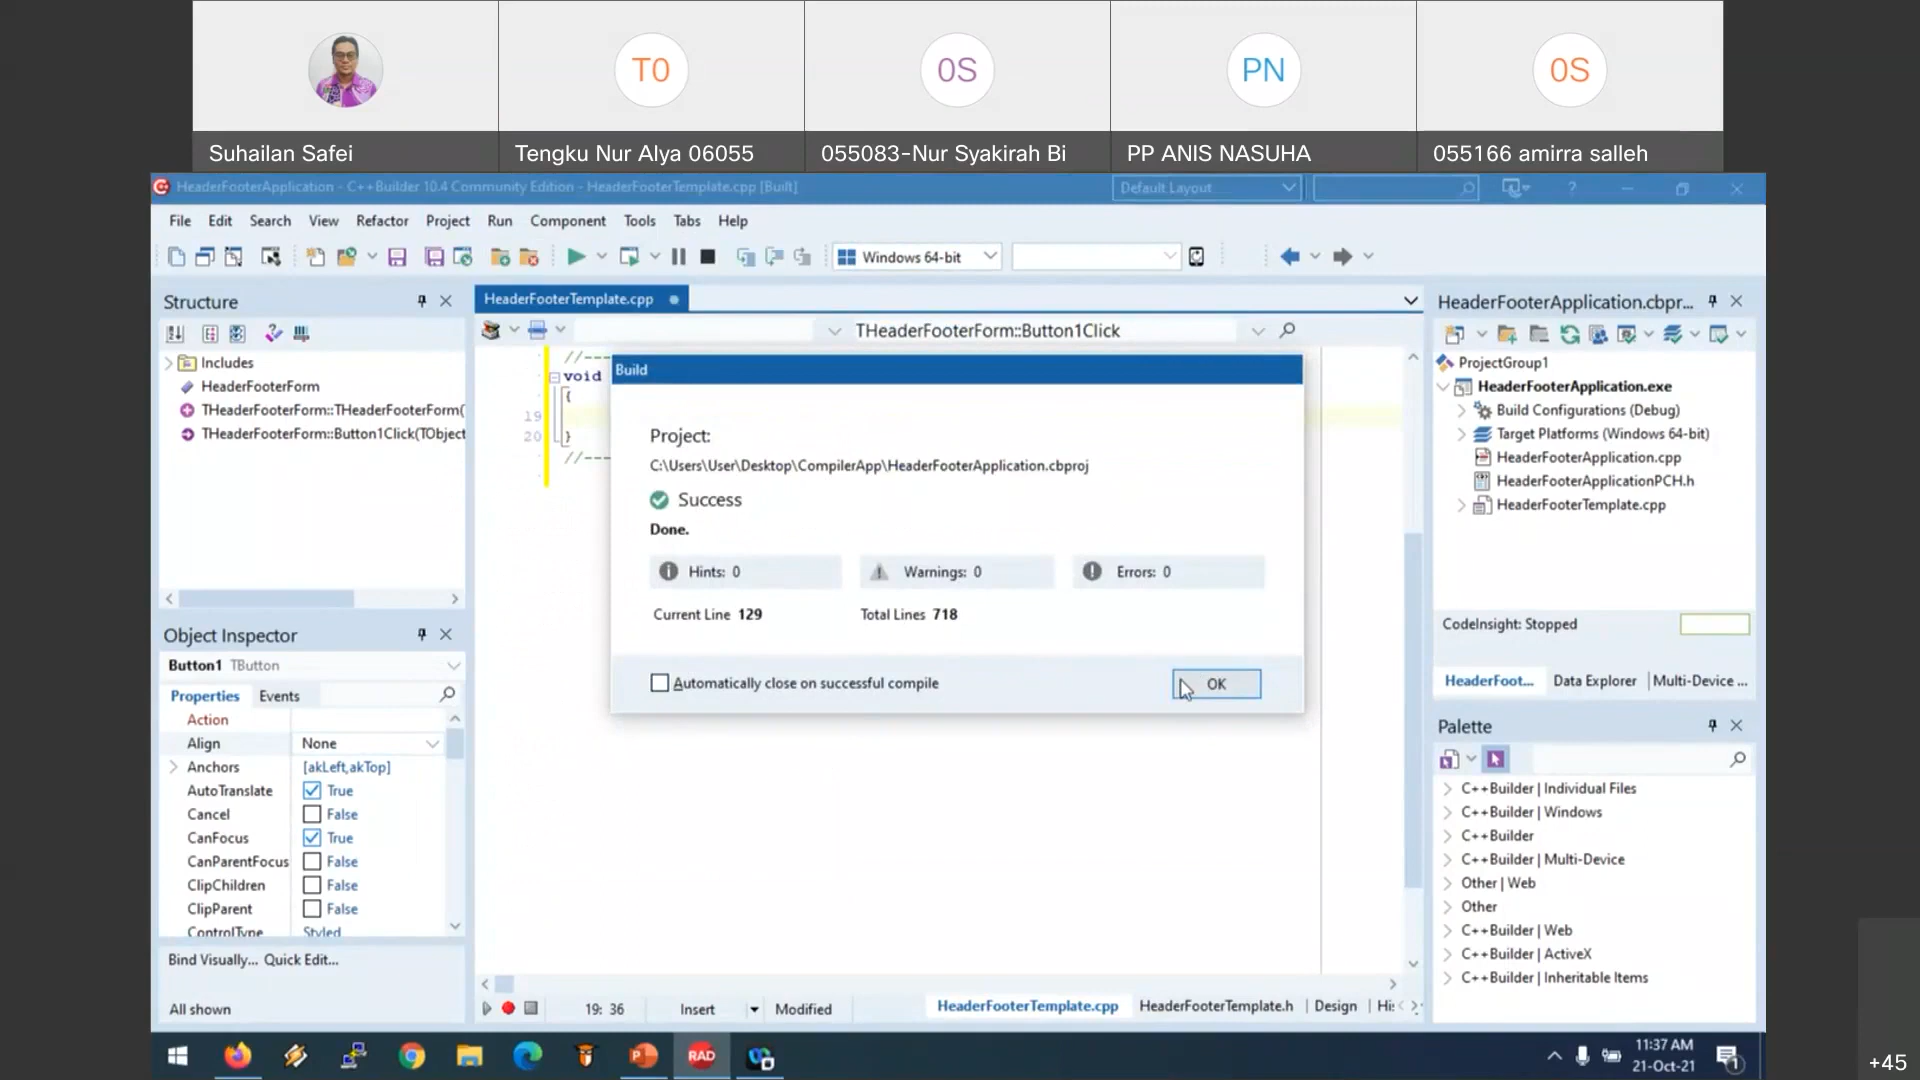 TO
OS
PN
OS
Suhailan Safei
Tengku Nur Alya 06055
055083-Nur Syakirah Bi
PP ANIS NASUHA
055166 amirra salleh
HeaderFooterApplication - C++Builder 10.4 Community Edition - HeaderFooterTemplate.cpp [Built]
Default Layout
?
File Edit Search View Refactor Project Run Component Tools Tabs Help
Windows 64-bit
Structure
Includes
HeaderFooterForm
THeaderFooterForm::THeaderFooterForm(
THeaderFooterForm::Button1Click(TObject
Object Inspector
Button1 TButton
Properties Events
Action
Align None
Anchors [akLeft,akTop]
AutoTranslate True
Cancel False
CanFocus True
CanParentFocus False
ClipChildren False
ClipParent False
ControlType Styled
Bind Visually... Quick Edit...
All shown
HeaderFooterTemplate.cpp
THeaderFooterForm::Button1Click
//---
void
{
19
20 }
//---
Build
Project:
C:\Users\User\Desktop\CompilerApp\HeaderFooterApplication.cbproj
Success
Done.
Hints: 0 Warnings: 0 Errors: 0
Current Line 129 Total Lines 718
Automatically close on successful compile
OK
19: 36 Insert Modified
HeaderFooterTemplate.cpp HeaderFooterTemplate.h Design His
HeaderFooterApplication.cbpr...
ProjectGroup1
HeaderFooterApplication.exe
Build Configurations (Debug)
Target Platforms (Windows 64-bit)
HeaderFooterApplication.cpp
HeaderFooterApplicationPCH.h
HeaderFooterTemplate.cpp
CodeInsight: Stopped
HeaderFoot... Data Explorer Multi-Device ...
Palette
C++Builder | Individual Files
C++Builder | Windows
C++Builder
C++Builder | Multi-Device
Other | Web
Other
C++Builder | Web
C++Builder | ActiveX
C++Builder | Inheritable Items
RAD
11:37 AM
21-Oct-21
1
+45